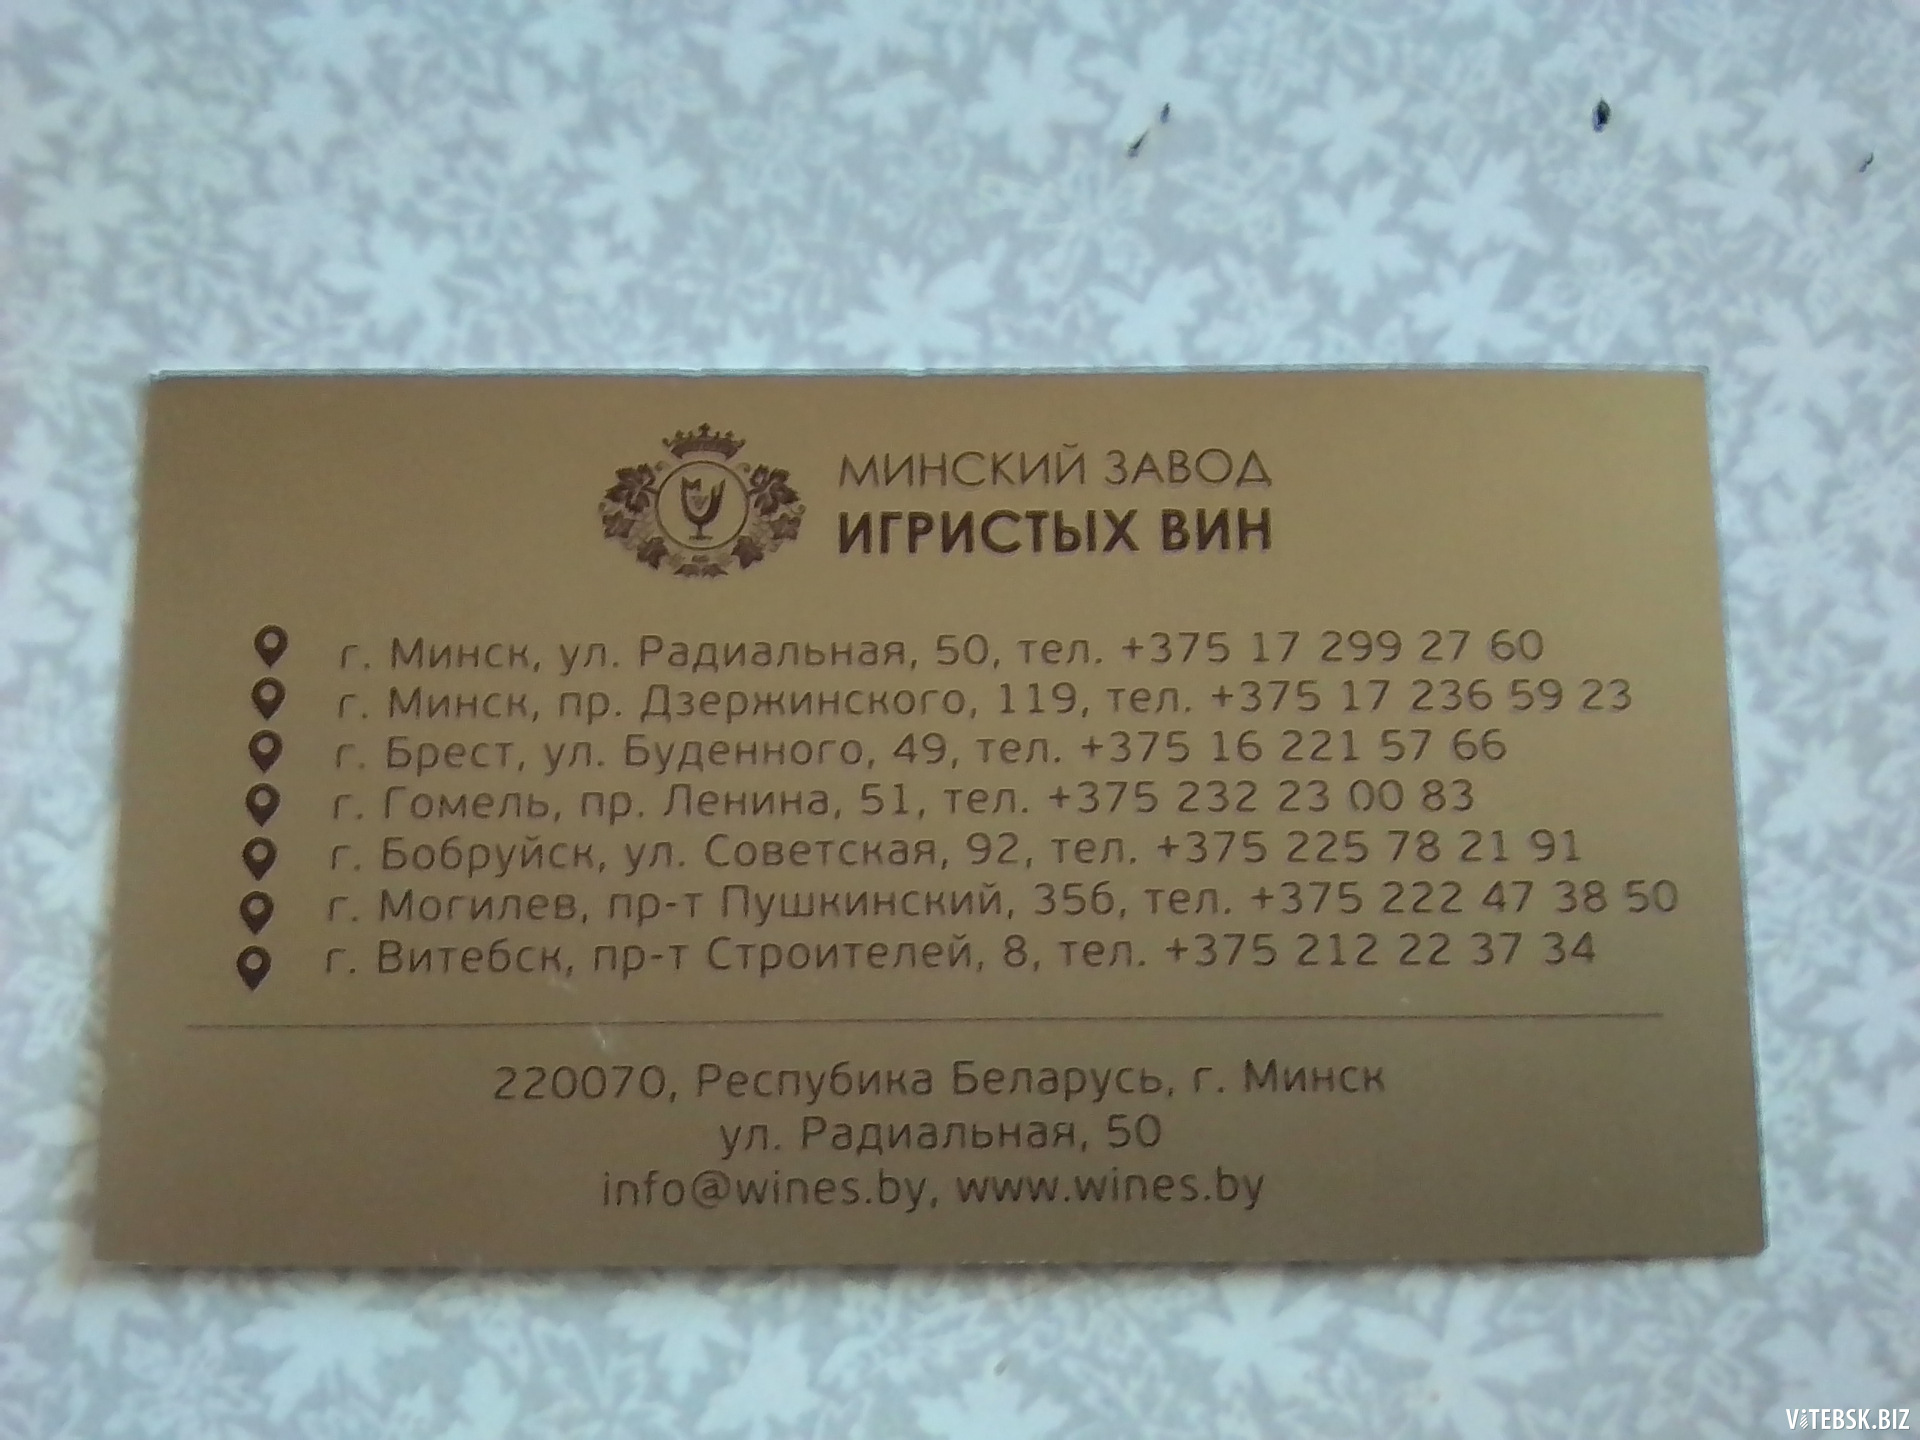 МИНСКИЙ ЗАВОД
ИГРИСТЫХ ВИН
г. Минск, ул. Радиальная, 50, тел. +375 17 299 27 60
г. Минск, пр. Дзержинского, 119, тел. +375 17 236 59 23
г. Брест, ул. Буденного, 49, тел. +375 16 221 57 66
г. Гомель, пр. Ленина, 51, тел. +375 232 23 00 83
г. Бобруйск, ул. Советская, 92, тел. +375 225 78 21 91
г. Могилев, пр-т Пушкинский, 35б, тел. +375 222 47 38 50
г. Витебск, пр-т Строителей, 8, тел. +375 212 22 37 34
220070, Респубика Беларусь, г. Минск
ул. Радиальная, 50
info@wines.by, www.wines.by
ViTEBSK.BIZ